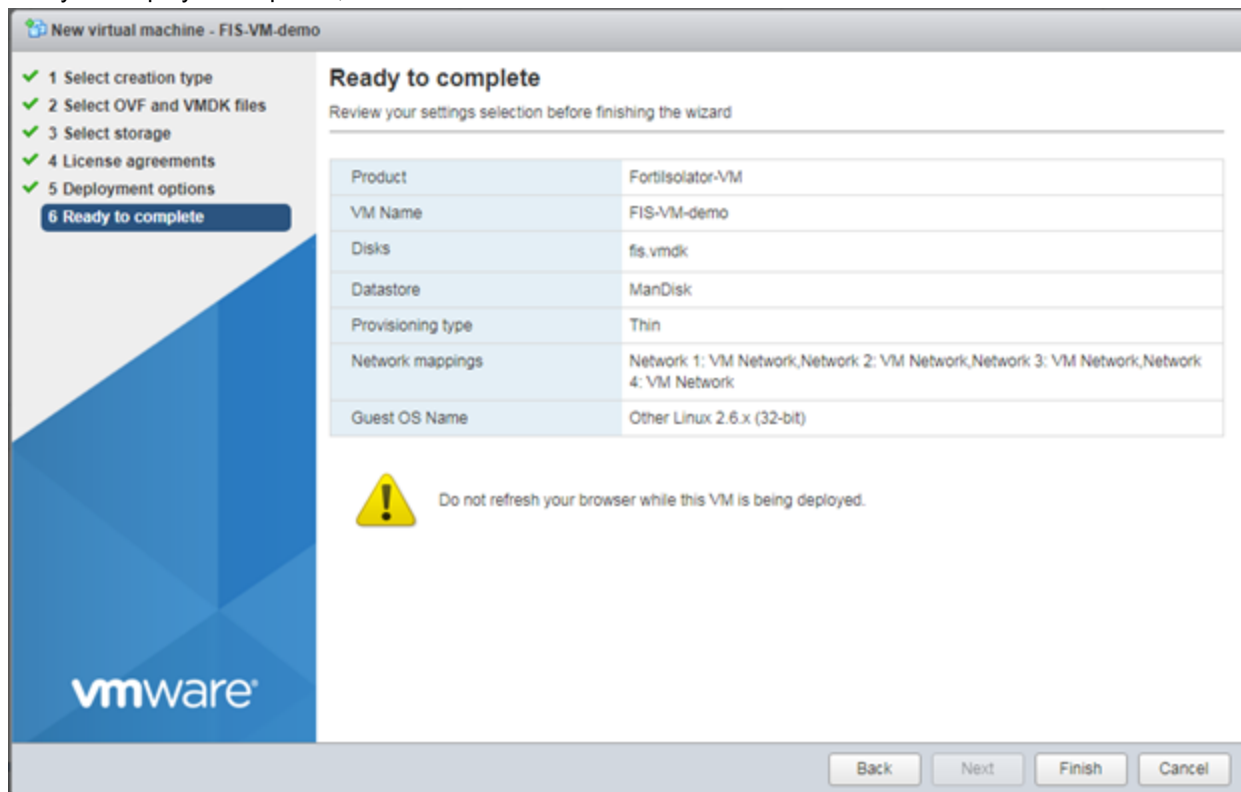 New virtual machine - FIS-VM-demo
1 Select creation type
2 Select OVF and VMDK files
3 Select storage
4 License agreements
5 Deployment options
6 Ready to complete
Ready to complete
Review your settings selection before finishing the wizard
Product FortiIsolator-VM
VM Name FIS-VM-demo
Disks fis.vmdk
Datastore ManDisk
Provisioning type Thin
Network mappings Network 1: VM Network,Network 2: VM Network,Network 3: VM Network,Network
4: VM Network
Guest OS Name Other Linux 2.6.x (32-bit)
Do not refresh your browser while this VM is being deployed.
vmware®
Back Next Finish Cancel